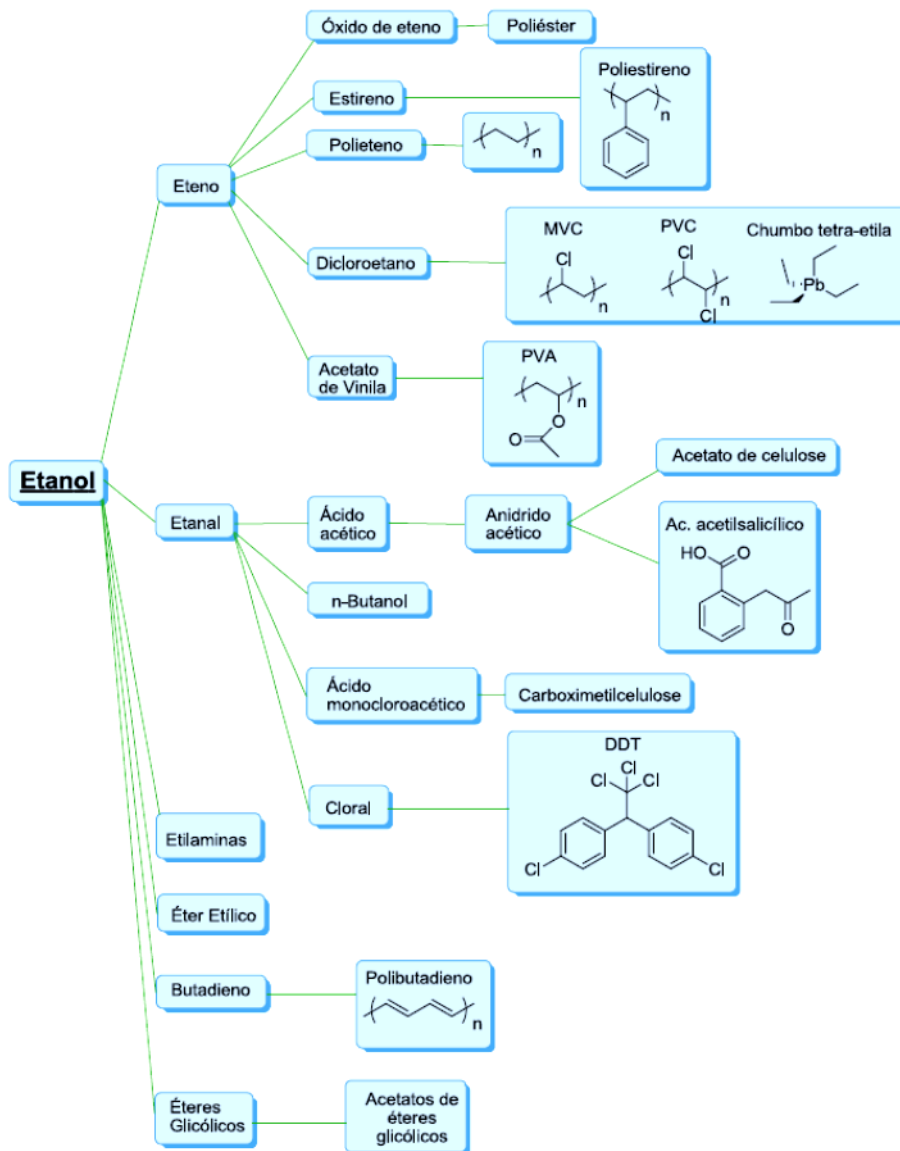 Óxido de eteno
Poliéster
Estireno
Poliestireno
n
Polieteno
n
Eteno
Dicloroetano
MVC
Cl
n
PVC
Cl
n
Cl
Chumbo tetra-etila
Pb
Acetato
de Vinila
PVA
n
O
O
Etanol
Etanal
Ácido
acético
Anidrido
acético
Acetato de celulose
Ac. acetilsalicílico
HO
O
O
n-Butanol
Ácido
monocloroacético
Carboximetilcelulose
Cloral
DDT
Cl
Cl
Cl
Cl
Cl
Etilaminas
Éter Etílico
Butadieno
Polibutadieno
n
Éteres
Glicólicos
Acetatos de
éteres
glicólicos